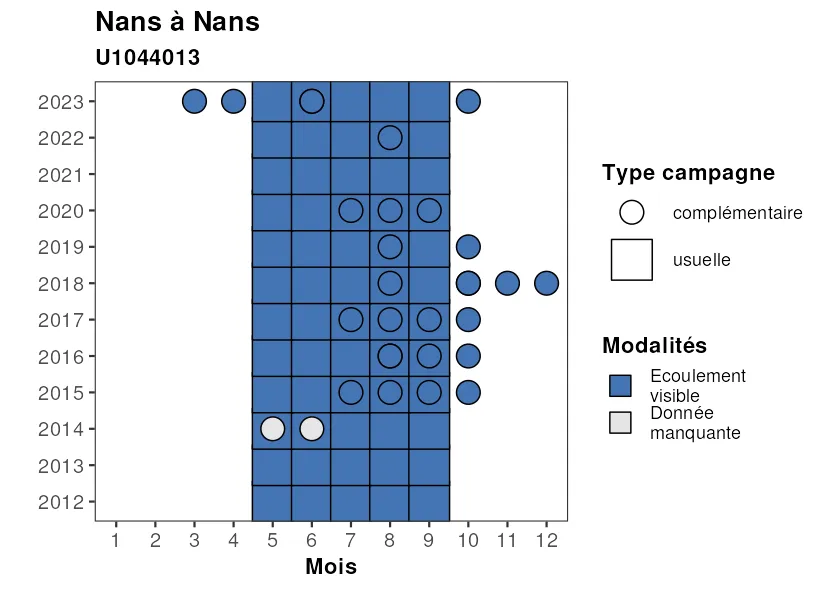 Nans à Nans
U1044013
2023
2022
2021
2020
2019
2018
2017
2016
2015
2014
2013
2012
1 2 3 4 5 6 7 8 9 10 11 12
Mois
Type campagne
complémentaire
usuelle
Modalités
Ecoulement
visible
Donnée
manquante